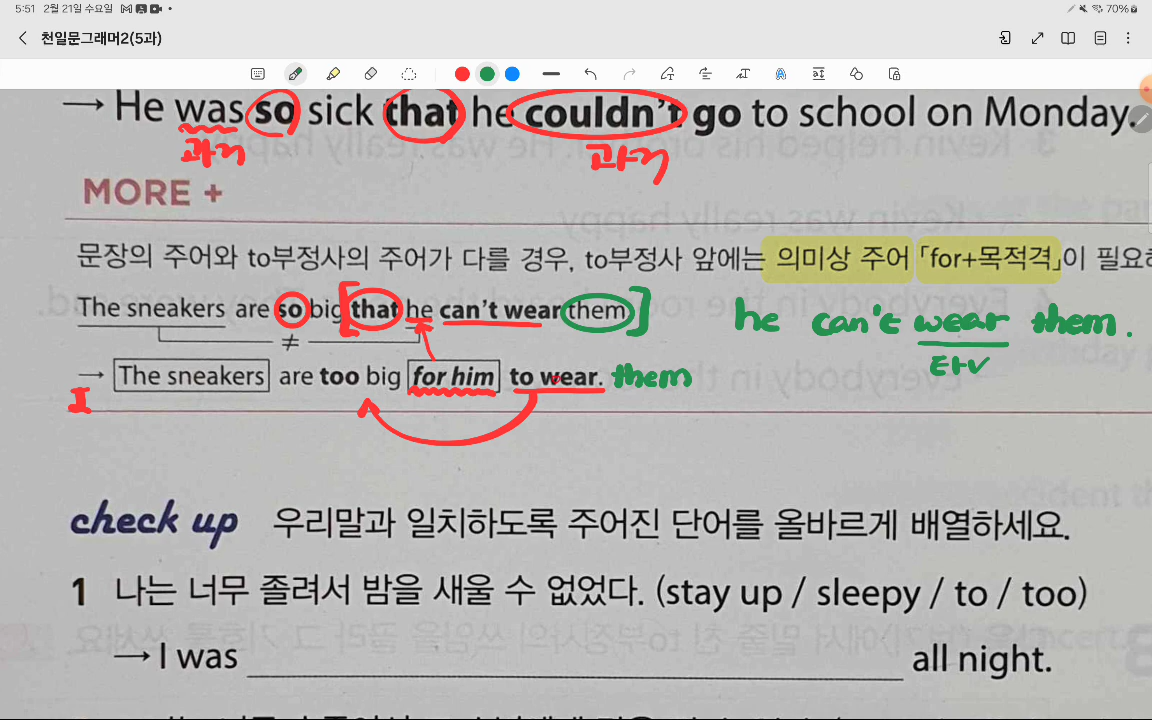 5:51 2월 21일 수요일 70%
천일문그래머2(5과)
→ He was so sick that he couldn't go to school on Monday.
과거 과거
MORE +
문장의 주어와 to부정사의 주어가 다를 경우, to부정사 앞에는 의미상 주어 「for+목적격」이 필요
The sneakers are so big that he can't wear them he can't wear them.
≠
→ The sneakers are too big for him to wear. them
타V
I
check up 우리말과 일치하도록 주어진 단어를 올바르게 배열하세요.
1 나는 너무 졸려서 밤을 새울 수 없었다. (stay up / sleepy / to / too)
→ I was all night.